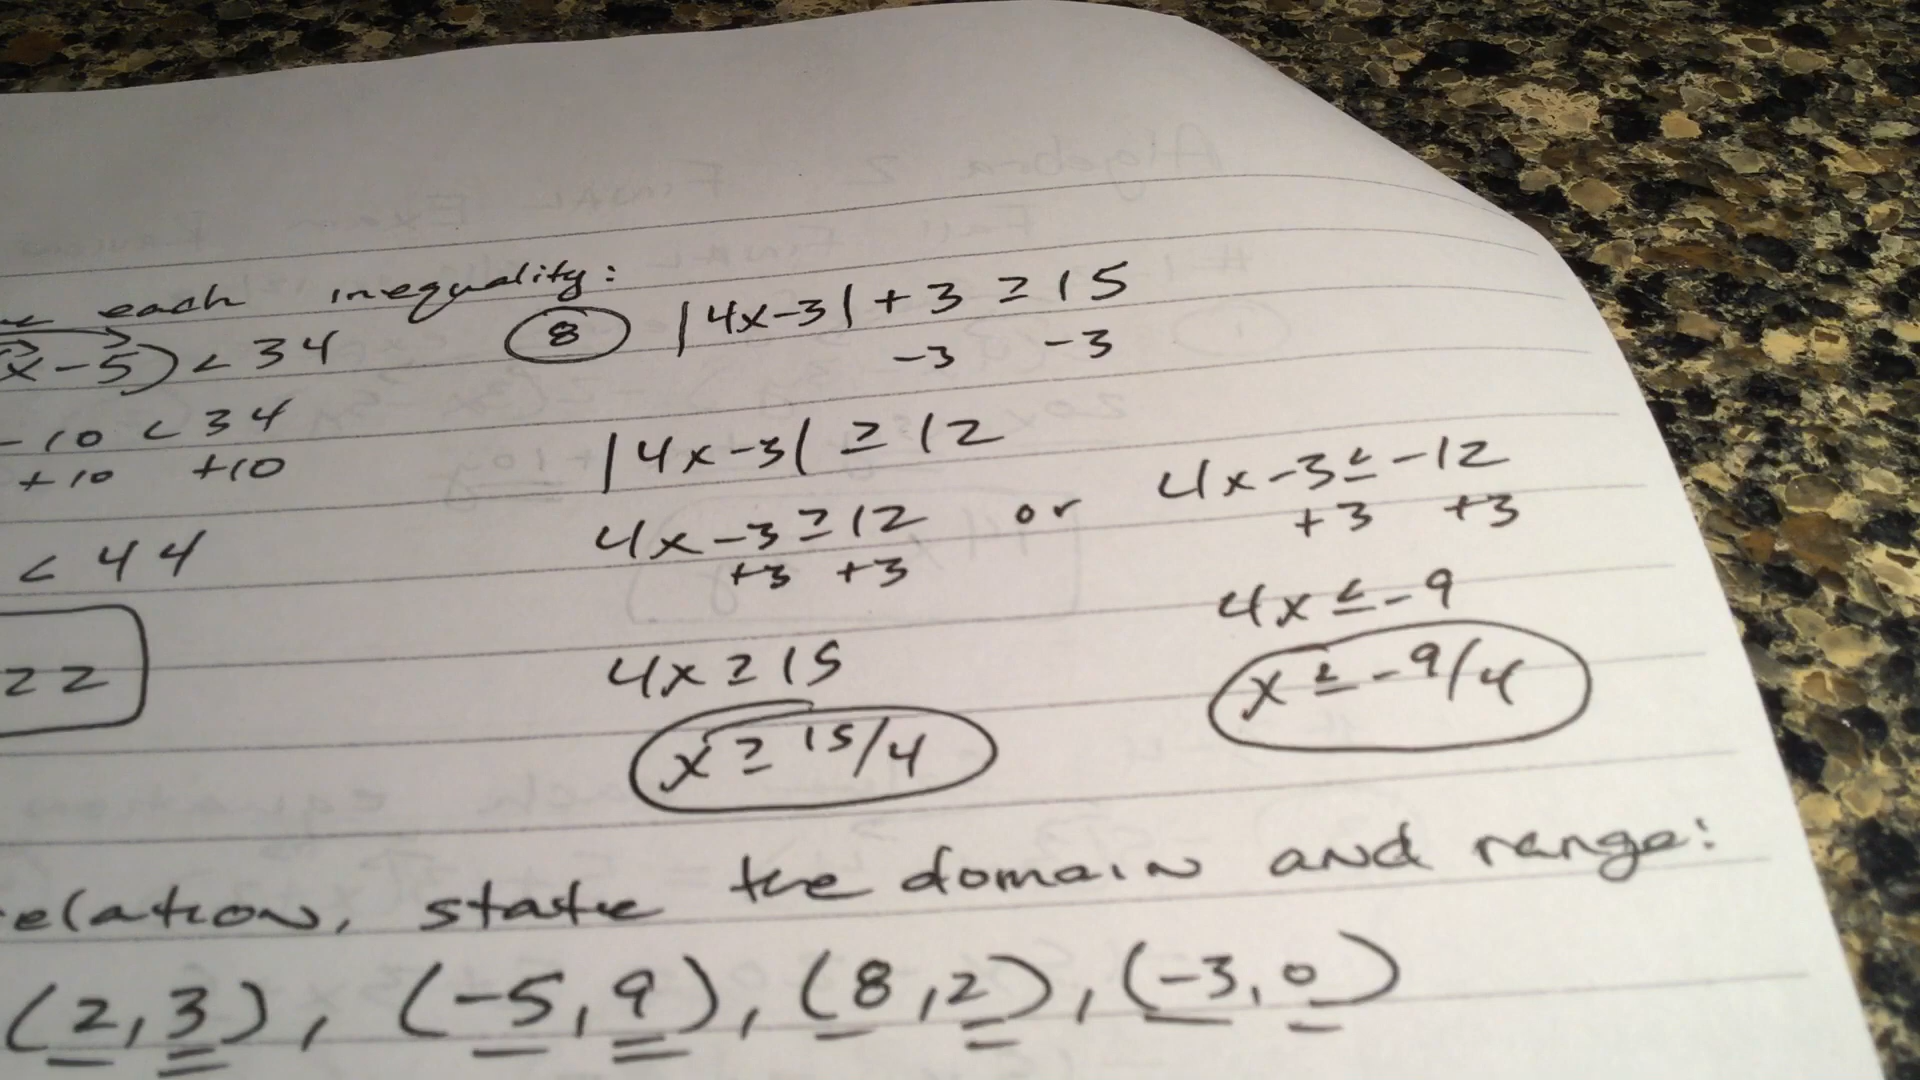 each inequality:
x-5) < 34
⑧ |4x-3| + 3 ≥ 15
-3 -3
- 10 < 34
+10 +10
|4x-3| ≥ 12
4x-3 ≥ 12 or 4x-3 ≤ -12
+3 +3 +3 +3
< 44
4x ≥ 15 4x ≤ -9
22
x ≥ 15/4 x ≤ -9/4
elation, state the domain and range:
(2,3), (-5,9), (8,2), (-3,0)